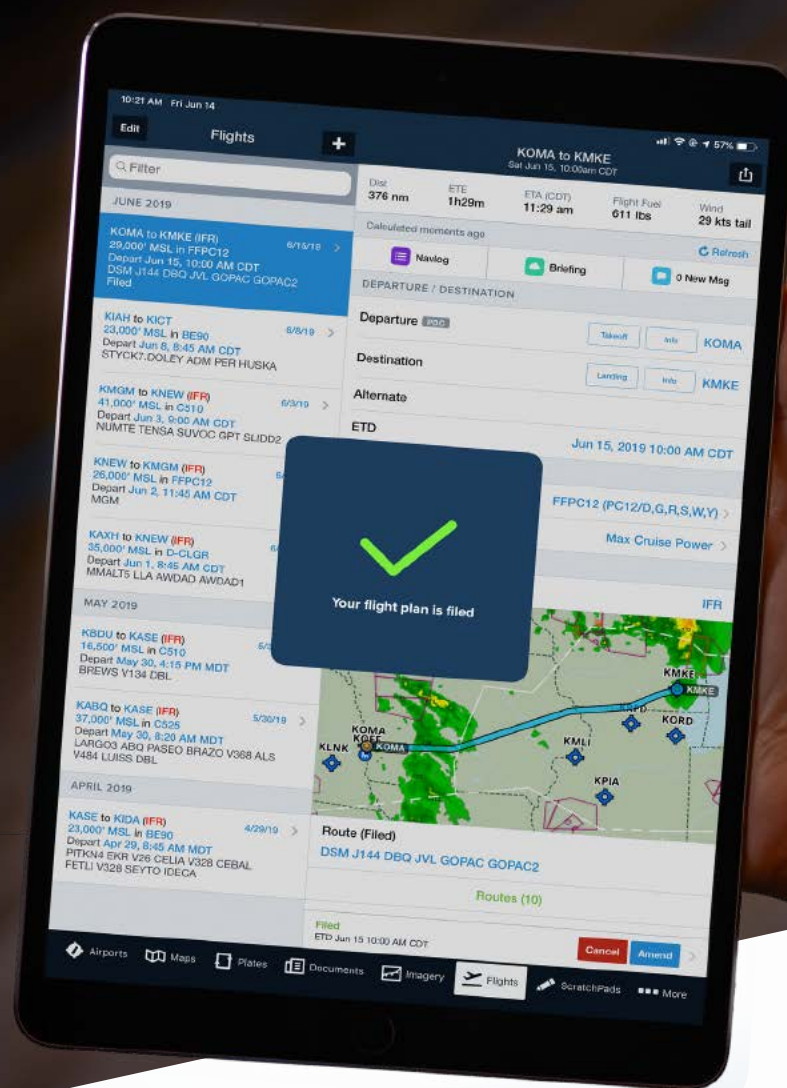 10:21 AM Fri Jun 14
57%
Edit
Flights
+
Filter
JUNE 2019
KOMA to KMKE (IFR)
6/15/19
29,000' MSL in FFPC12
Depart Jun 15, 10:00 AM CDT
DSM J144 DBQ JVL GOPAC GOPAC2
Filed
KIAH to KICT
6/8/19
23,000' MSL in BE90
Depart Jun 8, 8:45 AM CDT
STYCK7.DOLEY ADM PER HUSKA
KMGM to KNEW (IFR)
6/3/19
41,000' MSL in C510
Depart Jun 3, 9:00 AM CDT
NUMTE TENSA SUVOC GPT SLIDD2
KNEW to KMGM (IFR)
26,000' MSL in FFPC12
Depart Jun 2, 11:45 AM CDT
MGM
KAXH to KNEW (IFR)
35,000' MSL in D-CLGR
Depart Jun 1, 8:45 AM CDT
MMALT5 LLA AWDAD AWDAD1
MAY 2019
KBDU to KASE (IFR)
16,500' MSL in C510
Depart May 30, 4:15 PM MDT
BREWS V134 DBL
KABQ to KASE (IFR)
5/30/19
37,000' MSL in C525
Depart May 30, 8:20 AM MDT
LARGO3 ABQ PASEO BRAZO V368 ALS
V484 LUISS DBL
APRIL 2019
KASE to KIDA (IFR)
4/29/19
23,000' MSL in BE90
Depart Apr 29, 8:45 AM MDT
PITKN4 EKR V26 CELIA V328 CEBAL
FETLI V328 SEYTO IDECA
KOMA to KMKE
Sat Jun 15, 10:00am CDT
Dist
376 nm
ETE
1h29m
ETA (CDT)
11:29 am
Flight Fuel
611 lbs
Wind
29 kts tail
Calculated moments ago
Refresh
Navlog
Briefing
0 New Msg
DEPARTURE / DESTINATION
Departure PDC
Takeoff
Info
KOMA
Destination
Landing
Info
KMKE
Alternate
ETD
Jun 15, 2019 10:00 AM CDT
FFPC12 (PC12/D,G,R,S,W,Y)
Max Cruise Power
IFR
Your flight plan is filed
KMKE
KMKE
KORD
KOMA
KOMA
KLNK
KMLI
KPIA
Route (Filed)
DSM J144 DBQ JVL GOPAC GOPAC2
Routes (10)
Filed
ETD Jun 15 10:00 AM CDT
Cancel
Amend
Airports
Maps
Plates
Documents
Imagery
Flights
ScratchPads
More